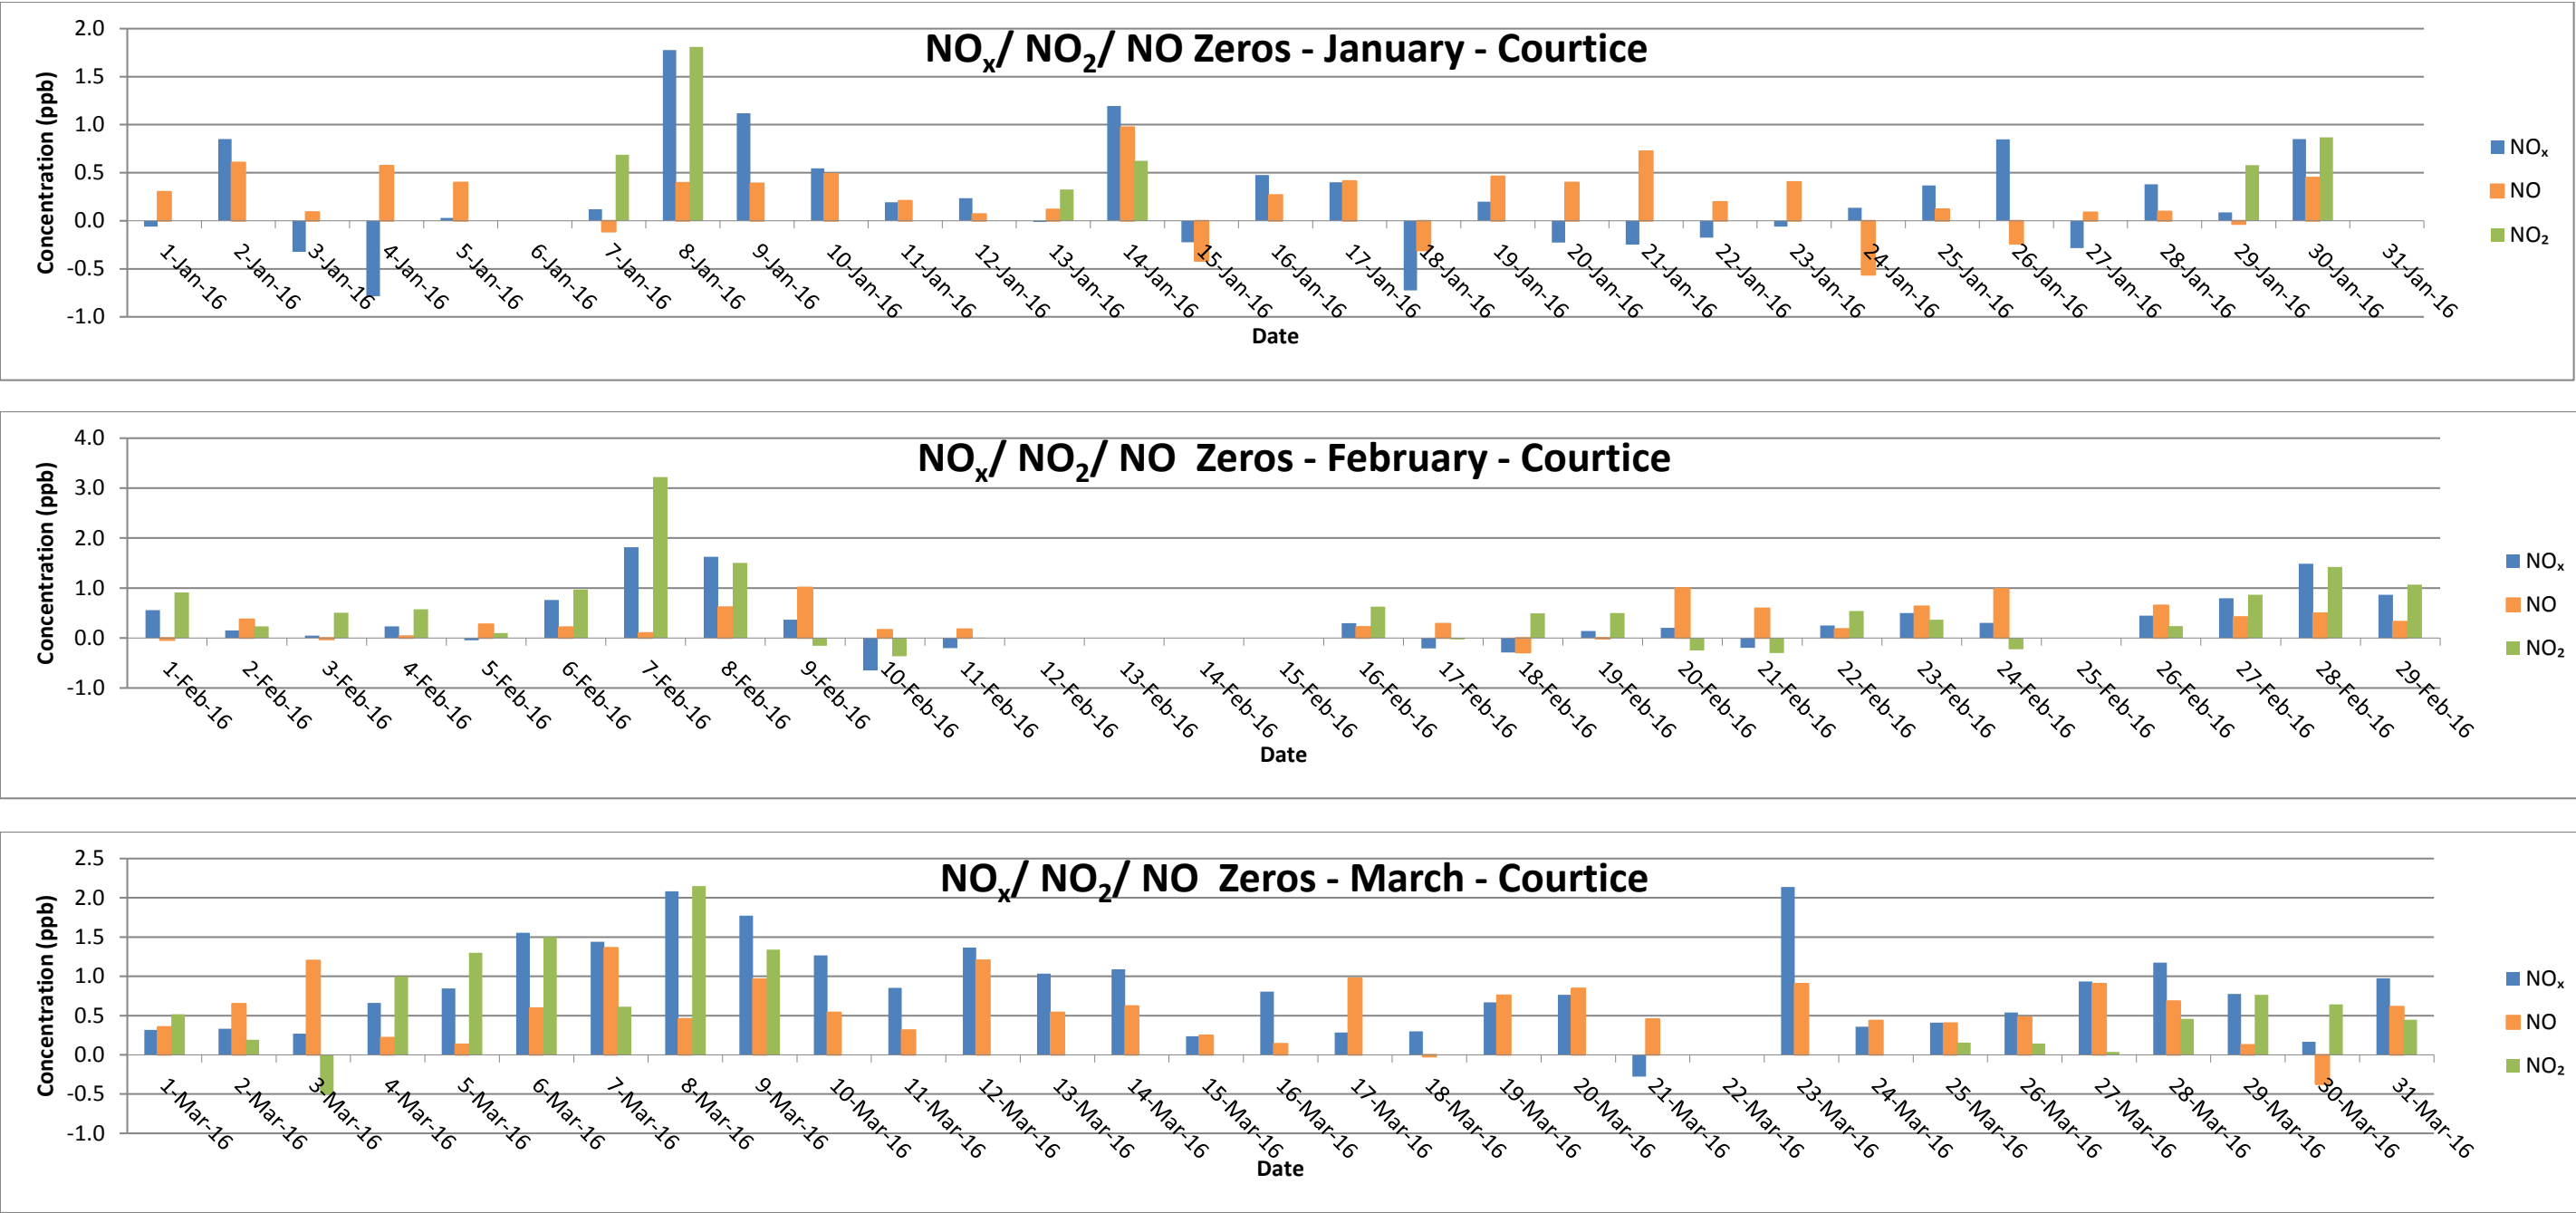 NOx/ NO2/ NO Zeros - January - Courtice
Concentration (ppb)
2.0
1.5
1.0
0.5
0.0
-0.5
-1.0
1-Jan-16 2-Jan-16 3-Jan-16 4-Jan-16 5-Jan-16 6-Jan-16 7-Jan-16 8-Jan-16 9-Jan-16 10-Jan-16 11-Jan-16 12-Jan-16 13-Jan-16 14-Jan-16 15-Jan-16 16-Jan-16 17-Jan-16 18-Jan-16 19-Jan-16 20-Jan-16 21-Jan-16 22-Jan-16 23-Jan-16 24-Jan-16 25-Jan-16 26-Jan-16 27-Jan-16 28-Jan-16 29-Jan-16 30-Jan-16 31-Jan-16
Date
NOx
NO
NO2
NOx/ NO2/ NO Zeros - February - Courtice
Concentration (ppb)
4.0
3.0
2.0
1.0
0.0
-1.0
1-Feb-16 2-Feb-16 3-Feb-16 4-Feb-16 5-Feb-16 6-Feb-16 7-Feb-16 8-Feb-16 9-Feb-16 10-Feb-16 11-Feb-16 12-Feb-16 13-Feb-16 14-Feb-16 15-Feb-16 16-Feb-16 17-Feb-16 18-Feb-16 19-Feb-16 20-Feb-16 21-Feb-16 22-Feb-16 23-Feb-16 24-Feb-16 25-Feb-16 26-Feb-16 27-Feb-16 28-Feb-16 29-Feb-16
Date
NOx
NO
NO2
NOx/ NO2/ NO Zeros - March - Courtice
Concentration (ppb)
2.5
2.0
1.5
1.0
0.5
0.0
-0.5
-1.0
1-Mar-16 2-Mar-16 3-Mar-16 4-Mar-16 5-Mar-16 6-Mar-16 7-Mar-16 8-Mar-16 9-Mar-16 10-Mar-16 11-Mar-16 12-Mar-16 13-Mar-16 14-Mar-16 15-Mar-16 16-Mar-16 17-Mar-16 18-Mar-16 19-Mar-16 20-Mar-16 21-Mar-16 22-Mar-16 23-Mar-16 24-Mar-16 25-Mar-16 26-Mar-16 27-Mar-16 28-Mar-16 29-Mar-16 30-Mar-16 31-Mar-16
Date
NOx
NO
NO2